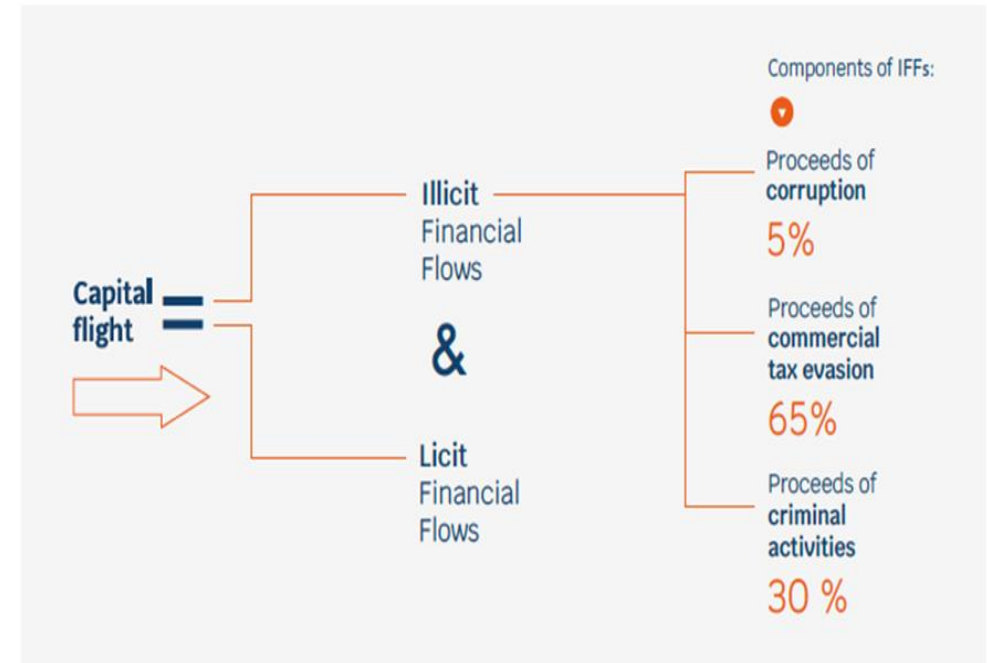 Capital
flight
=
Illicit
Financial
Flows
&
Licit
Financial
Flows
Components of IFFs:
Proceeds of
corruption
5%
Proceeds of
commercial
tax evasion
65%
Proceeds of
criminal
activities
30 %